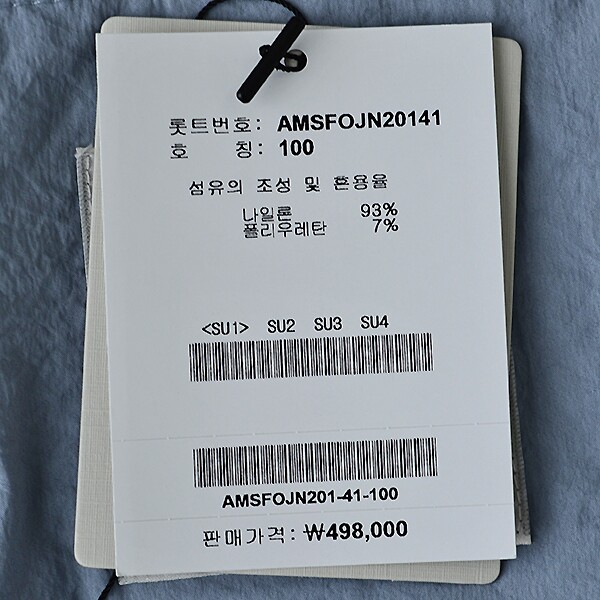 롯트번호: AMSFOJN20141
호 칭: 100
섬유의 조성 및 혼용율
나일론 93%
폴리우레탄 7%
<SU1> SU2 SU3 SU4
AMSFOJN201-41-100
판매가격: ₩498,000